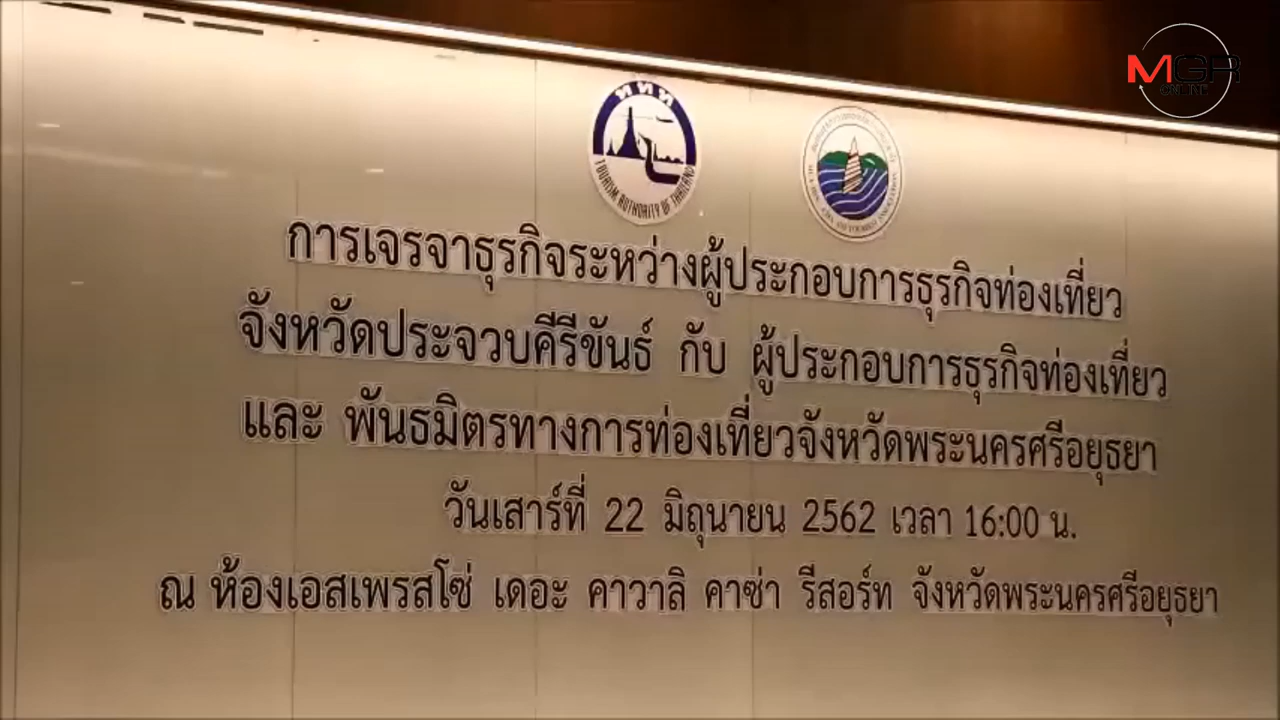 MGR
ONLINE
ททท
TOURISM AUTHORITY OF THAILAND
การเจรจาธุรกิจระหว่างผู้ประกอบการธุรกิจท่องเที่ยว
จังหวัดประจวบคีรีขันธ์ กับ ผู้ประกอบการธุรกิจท่องเที่ยว
และ พันธมิตรทางการท่องเที่ยวจังหวัดพระนครศรีอยุธยา
วันเสาร์ที่ 22 มิถุนายน 2562 เวลา 16:00 น.
ณ ห้องเอสเพรสโซ่ เดอะ คาวาลิ คาซ่า รีสอร์ท จังหวัดพระนครศรีอยุธยา